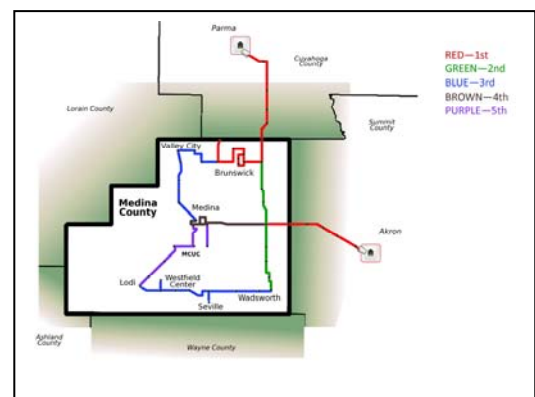 Parma
Cuyahoga
County
RED—1st
GREEN—2nd
BLUE—3rd
BROWN—4th
PURPLE—5th
Lorain County
Summit
County
Valley City
Brunswick
Medina
County
Medina
MCUC
Akron
Lodi
Westfield
Center
Seville
Wadsworth
Ashland
County
Wayne County